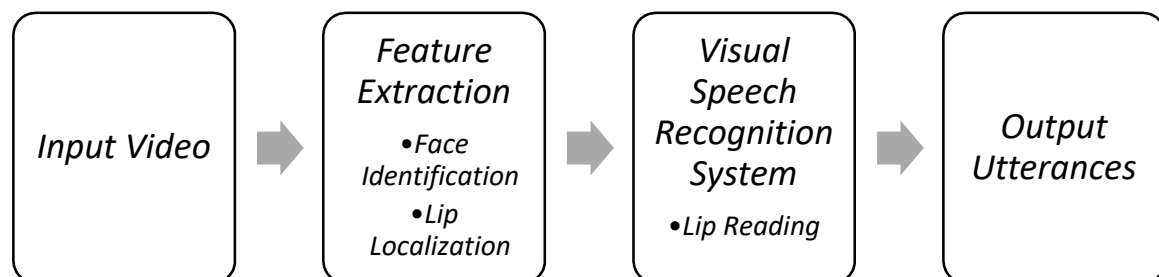 Input Video
Feature
Extraction
•Face
Identification
•Lip
Localization
Visual
Speech
Recognition
System
•Lip Reading
Output
Utterances